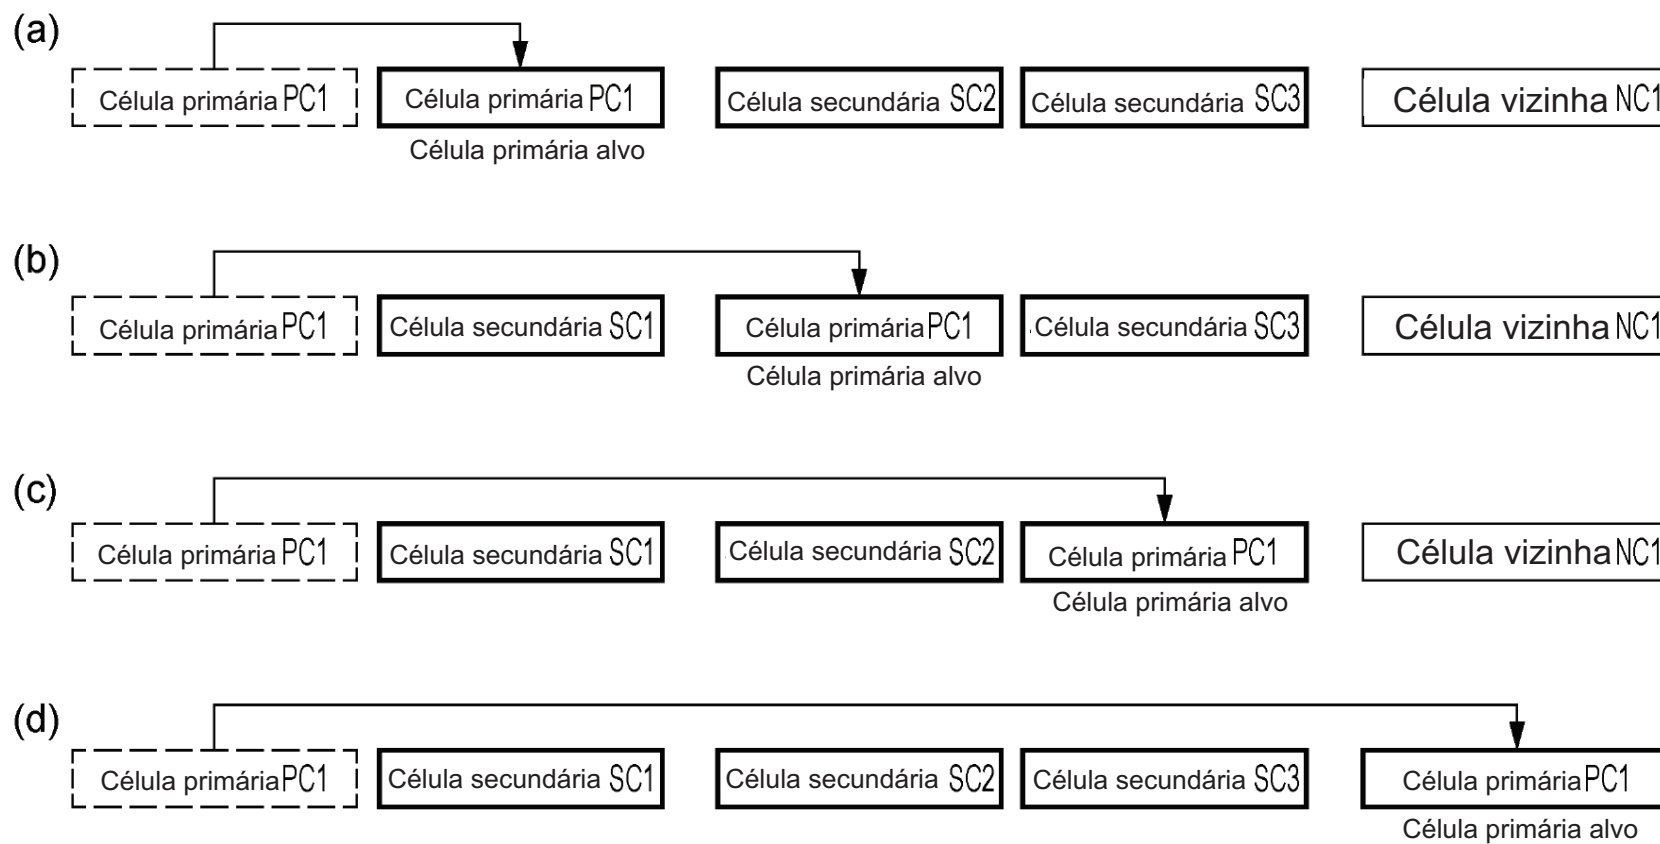 (a)
Célula primária PC1 Célula primária PC1 Célula secundária SC2 Célula secundária SC3 Célula vizinha NC1
Célula primária alvo
(b)
Célula primária PC1 Célula secundária SC1 Célula primária PC1 Célula secundária SC3 Célula vizinha NC1
Célula primária alvo
(c)
Célula primária PC1 Célula secundária SC1 Célula secundária SC2 Célula primária PC1 Célula vizinha NC1
Célula primária alvo
(d)
Célula primária PC1 Célula secundária SC1 Célula secundária SC2 Célula secundária SC3 Célula primária PC1
Célula primária alvo